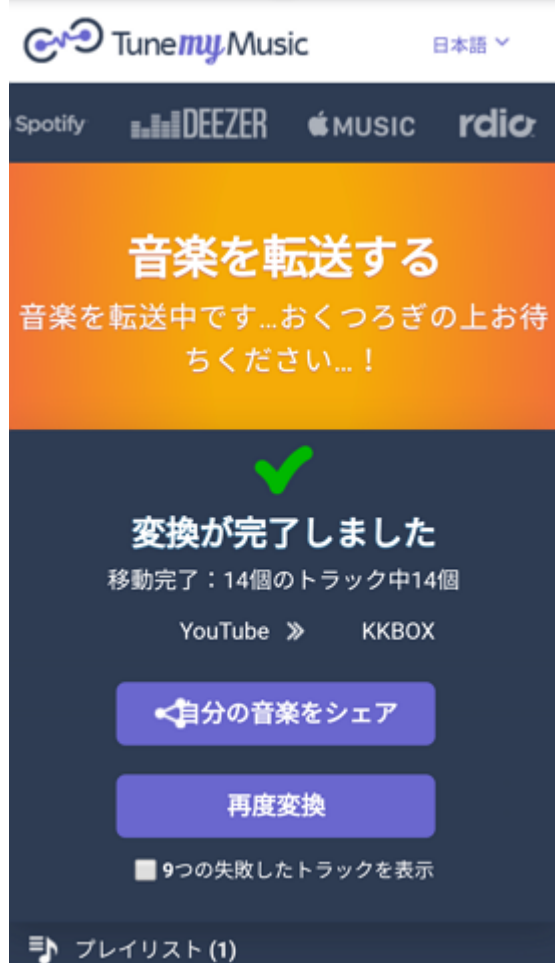 TunemyMusic
日本語
Spotify DEEZER MUSIC rdio
音楽を転送する
音楽を転送中です...おくつろぎの上お待
ちください...！
変換が完了しました
移動完了：14個のトラック中14個
YouTube KKBOX
自分の音楽をシェア
再度変換
9つの失敗したトラックを表示
プレイリスト (1)